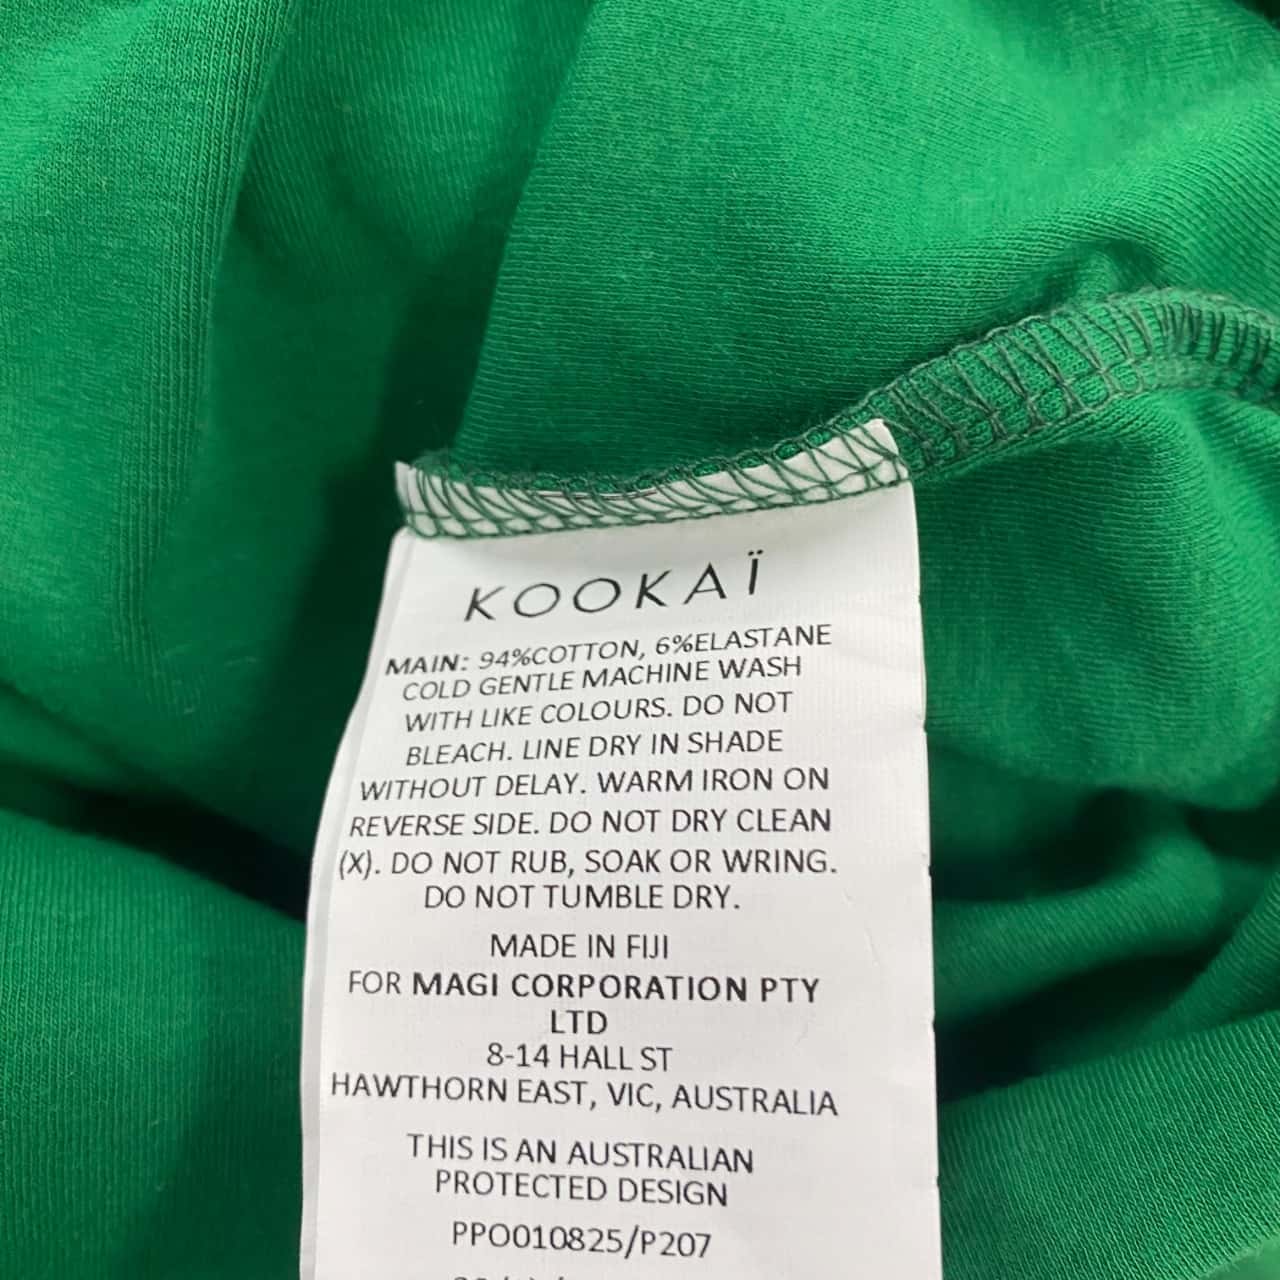 KOOKAÏ
MAIN: 94%COTTON, 6%ELASTANE
COLD GENTLE MACHINE WASH
WITH LIKE COLOURS. DO NOT
BLEACH. LINE DRY IN SHADE
WITHOUT DELAY. WARM IRON ON
REVERSE SIDE. DO NOT DRY CLEAN
(X). DO NOT RUB, SOAK OR WRING.
DO NOT TUMBLE DRY.
MADE IN FIJI
FOR MAGI CORPORATION PTY
LTD
8-14 HALL ST
HAWTHORN EAST, VIC, AUSTRALIA
THIS IS AN AUSTRALIAN
PROTECTED DESIGN
PPO010825/P207